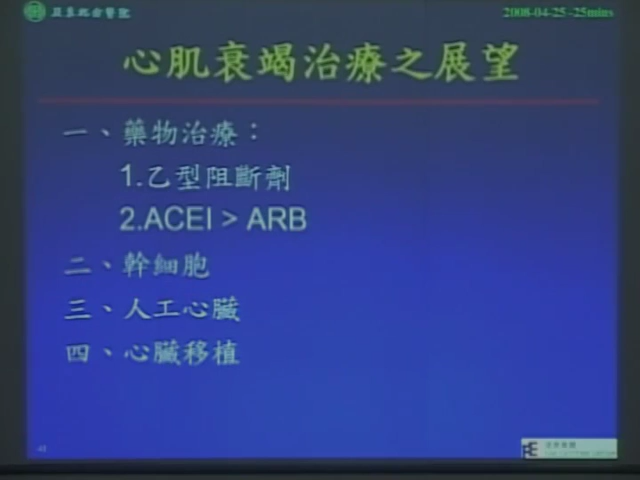 2008-04-25~25mins
心肌衰竭治療之展望
一、藥物治療：
1.乙型阻斷劑
2.ACEI > ARB
二、幹細胞
三、人工心臟
四、心臟移植